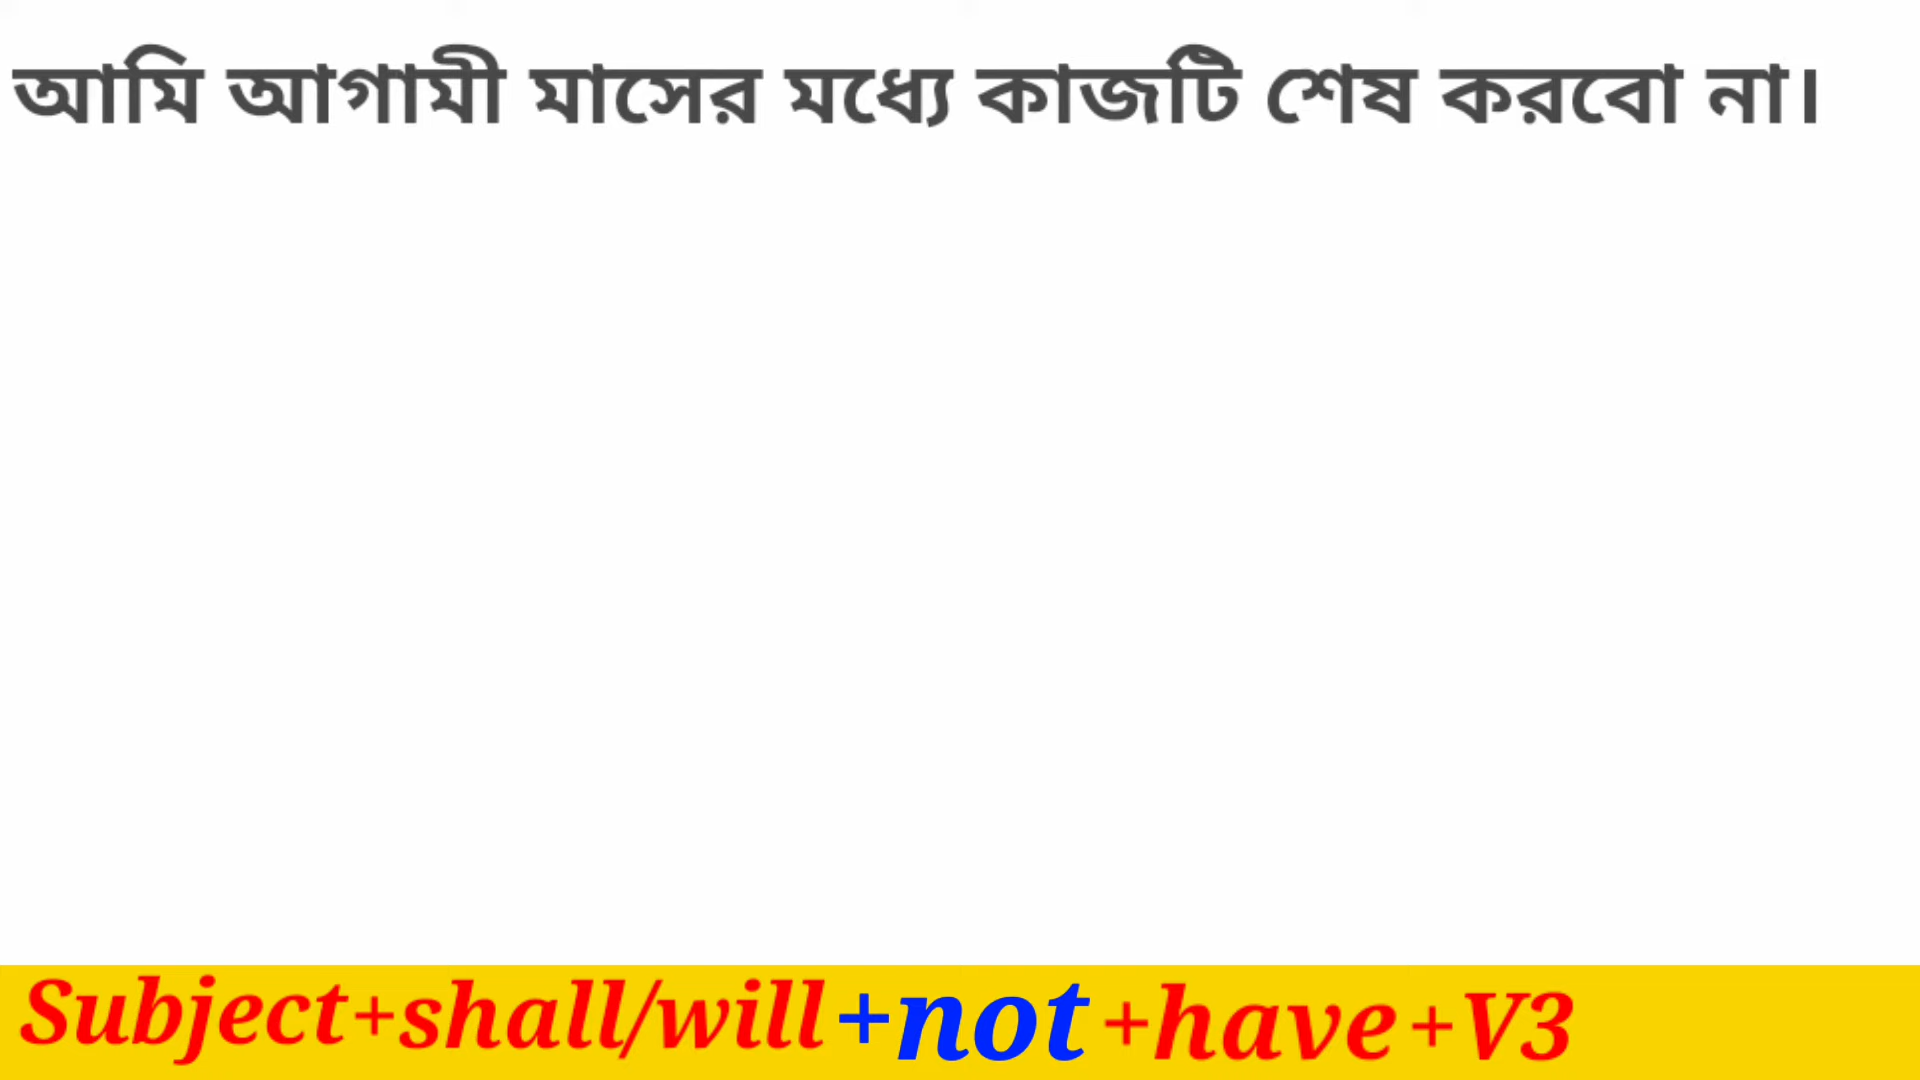 আমি আগামী মাসের মধ্যে কাজটি শেষ করবো না।
Subject+shall/will+not+have+V3